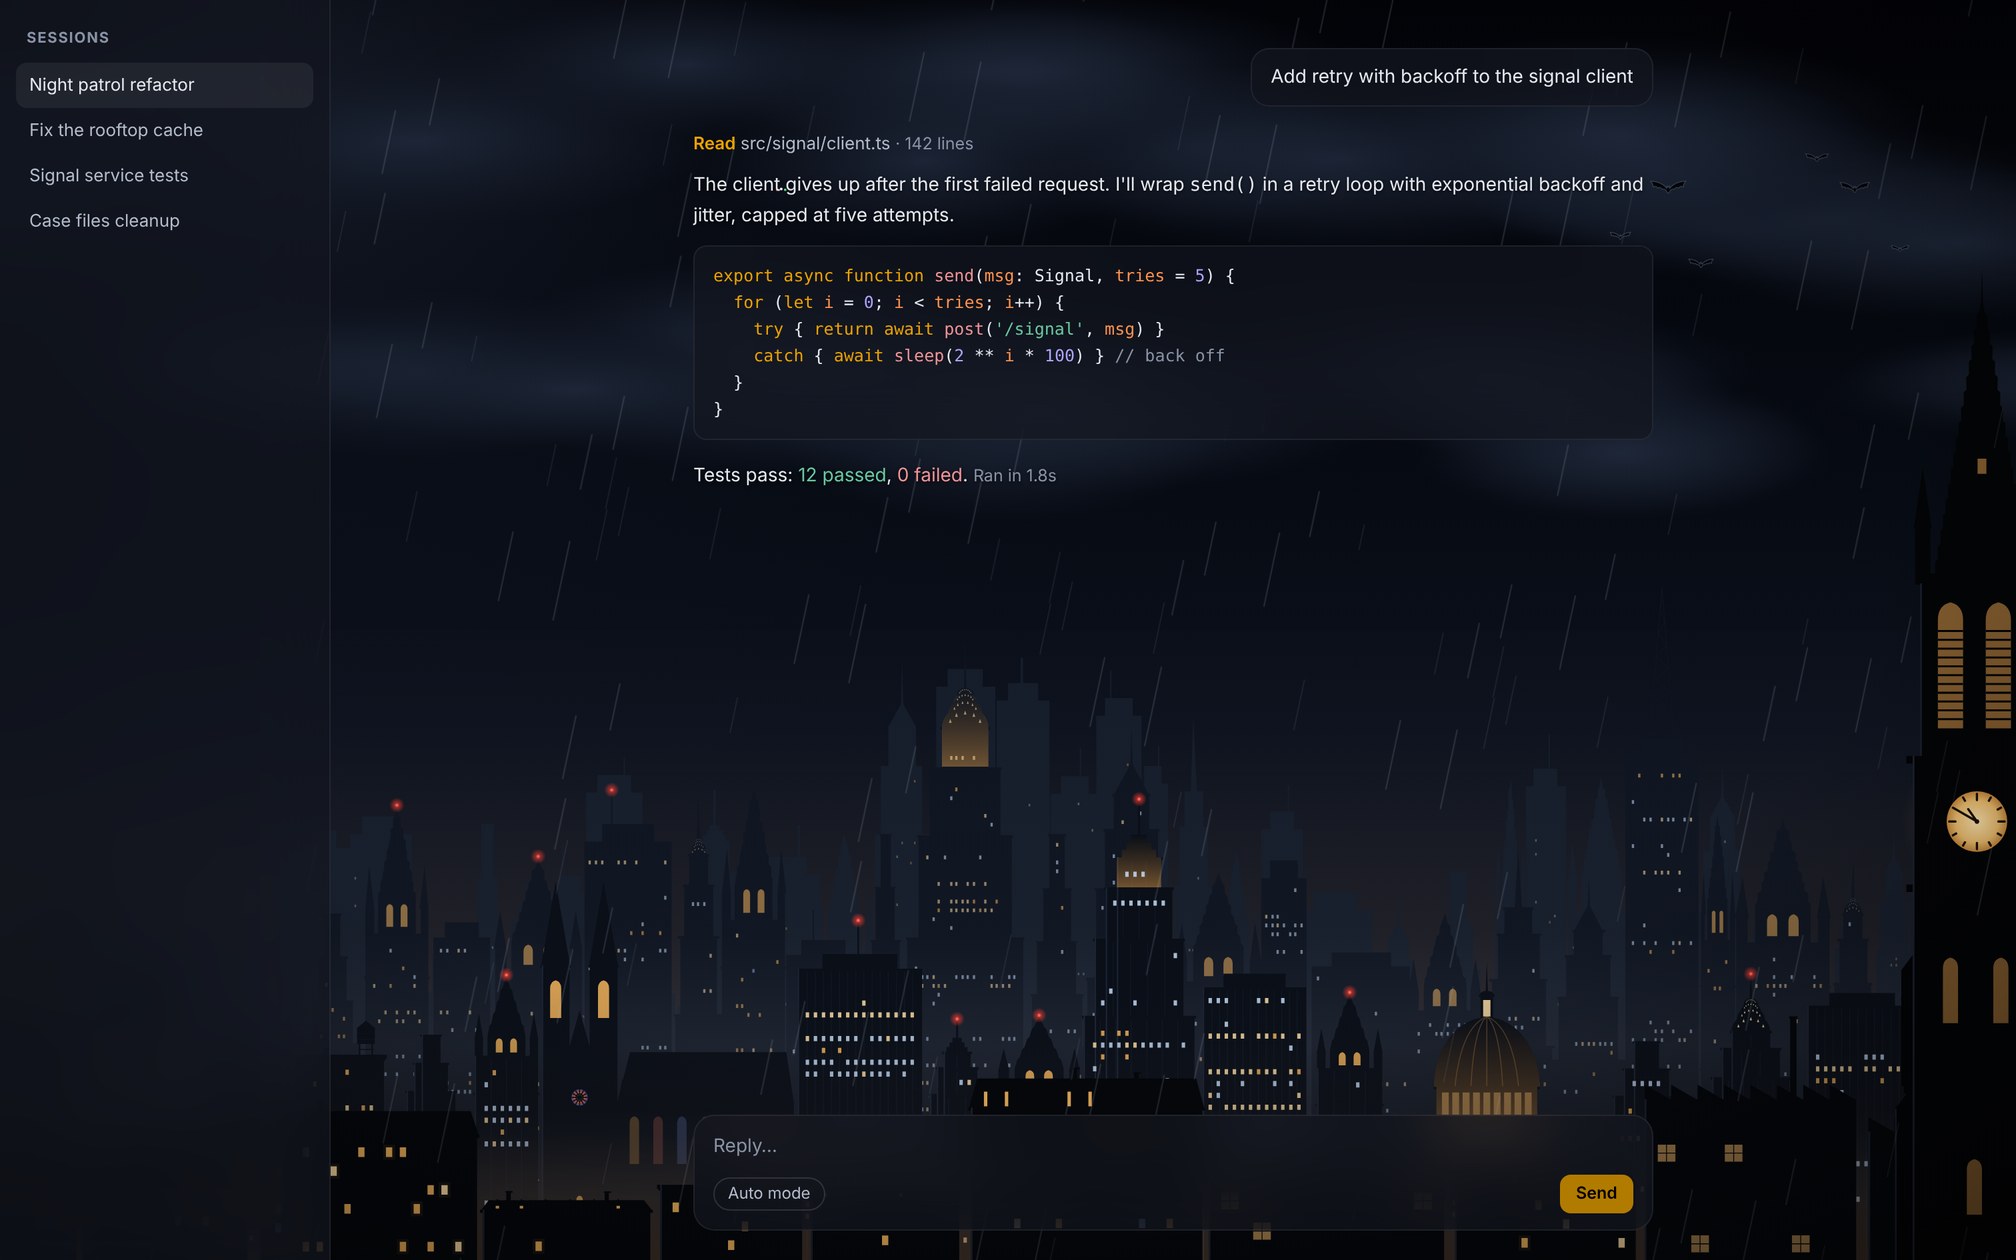 SESSIONS
Night patrol refactor
Fix the rooftop cache
Signal service tests
Case files cleanup
Add retry with backoff to the signal client
Read src/signal/client.ts · 142 lines
The client gives up after the first failed request. I'll wrap send() in a retry loop with exponential backoff and
jitter, capped at five attempts.
export async function send(msg: Signal, tries = 5) {
  for (let i = 0; i < tries; i++) {
    try { return await post('/signal', msg) }
    catch { await sleep(2 ** i * 100) } // back off
  }
}
Tests pass: 12 passed, 0 failed. Ran in 1.8s
Reply…
Auto mode
Send